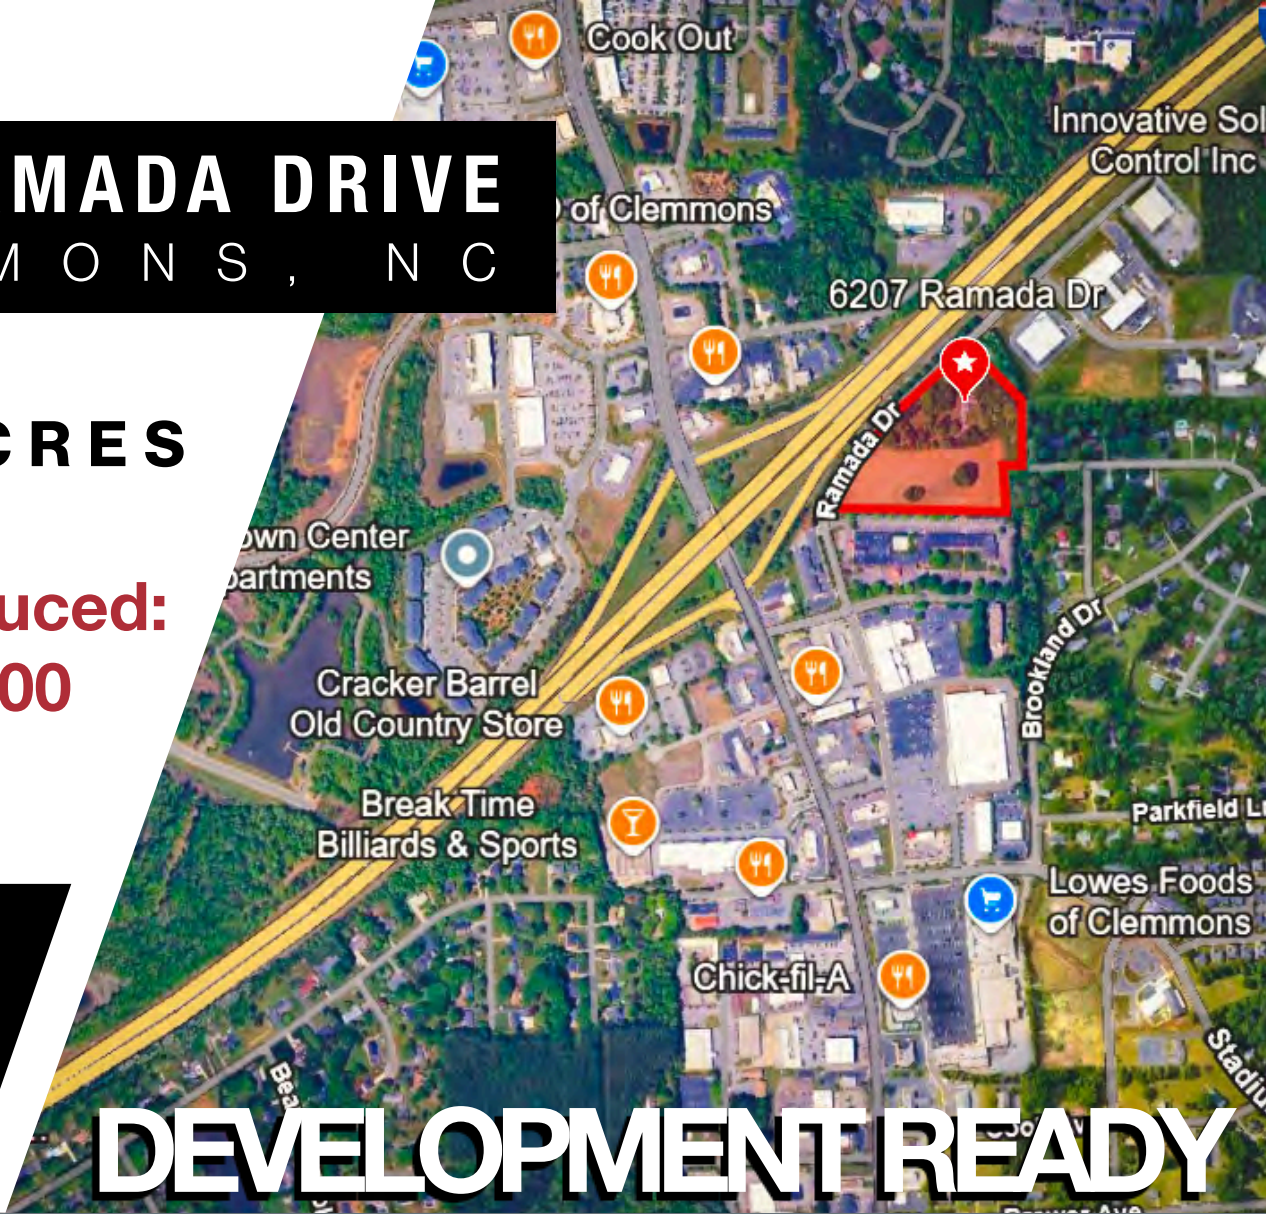 Cook Out
Innovative Sol
Control Inc
MADA DRIVE
MONS, NC
of Clemmons
6207 Ramada Dr
Ramada Dr
CRES
own Center
partments
uced:
00
Brookland Dr
Cracker Barrel
Old Country Store
Break Time
Billiards & Sports
Parkfield L
Lowes Foods
of Clemmons
Chick-fil-A
Stadiu
Bea
DEVELOPMENT READY